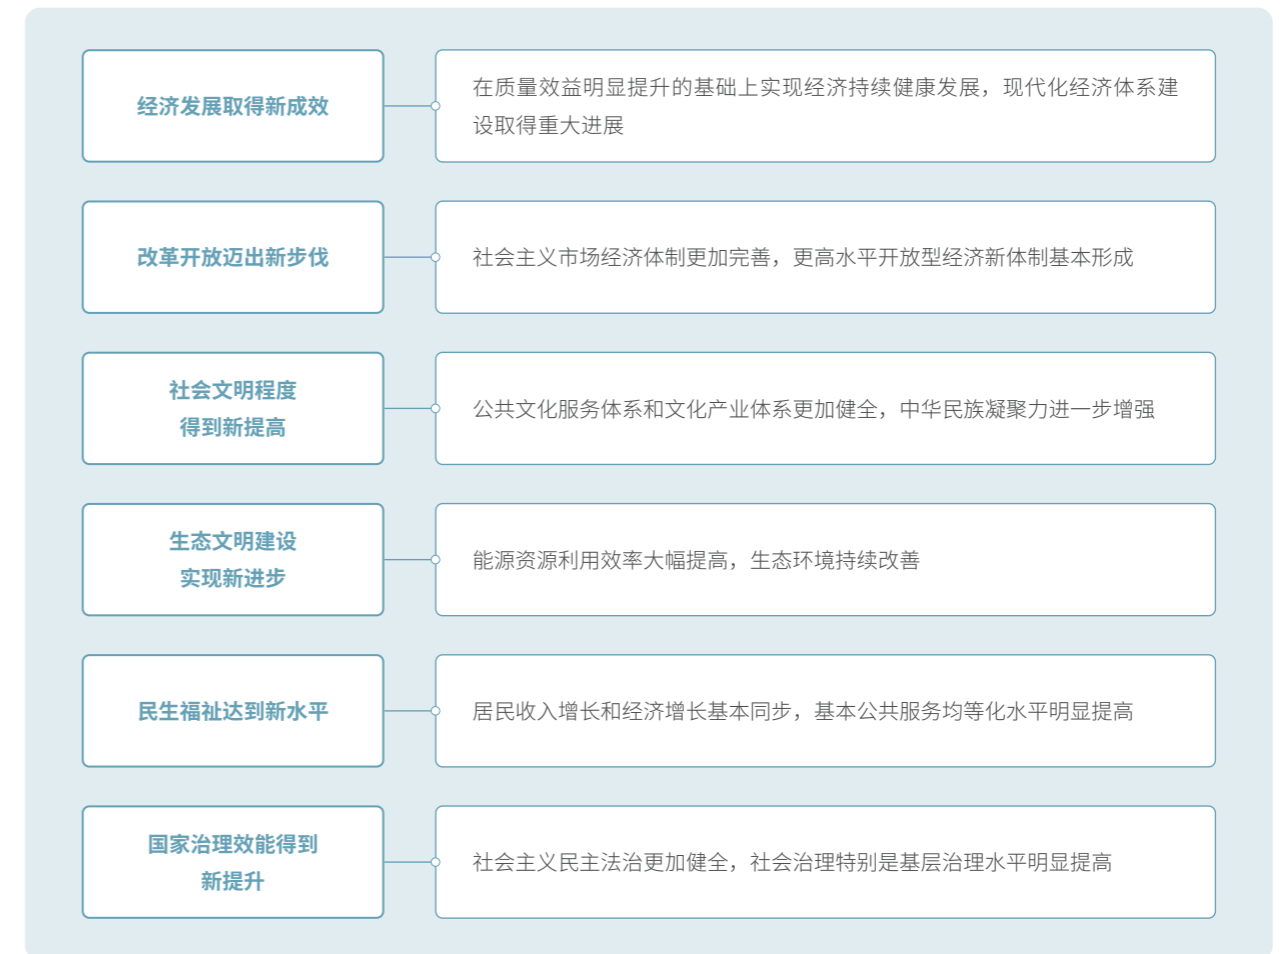 经济发展取得新成效
在质量效益明显提升的基础上实现经济持续健康发展，现代化经济体系建
设取得重大进展
改革开放迈出新步伐
社会主义市场经济体制更加完善，更高水平开放型经济新体制基本形成
社会文明程度
得到新提高
公共文化服务体系和文化产业体系更加健全，中华民族凝聚力进一步增强
生态文明建设
实现新进步
能源资源利用效率大幅提高，生态环境持续改善
民生福祉达到新水平
居民收入增长和经济增长基本同步，基本公共服务均等化水平明显提高
国家治理效能得到
新提升
社会主义民主法治更加健全，社会治理特别是基层治理水平明显提高